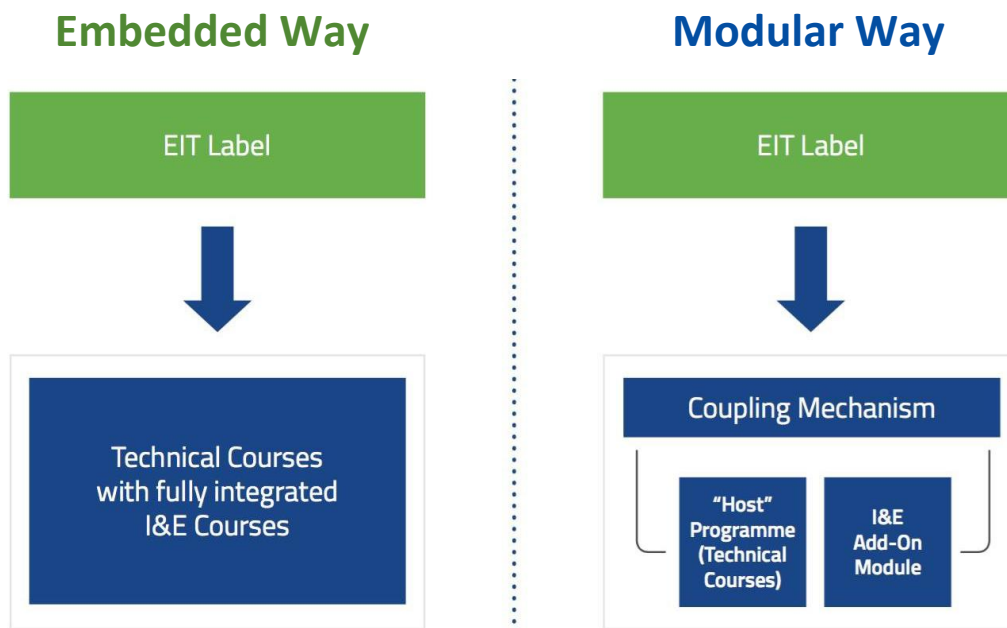 Embedded Way
EIT Label
Technical Courses
with fully integrated
I&E Courses
Modular Way
EIT Label
Coupling Mechanism
“Host”
Programme
(Technical
Courses)
I&E
Add-On
Module